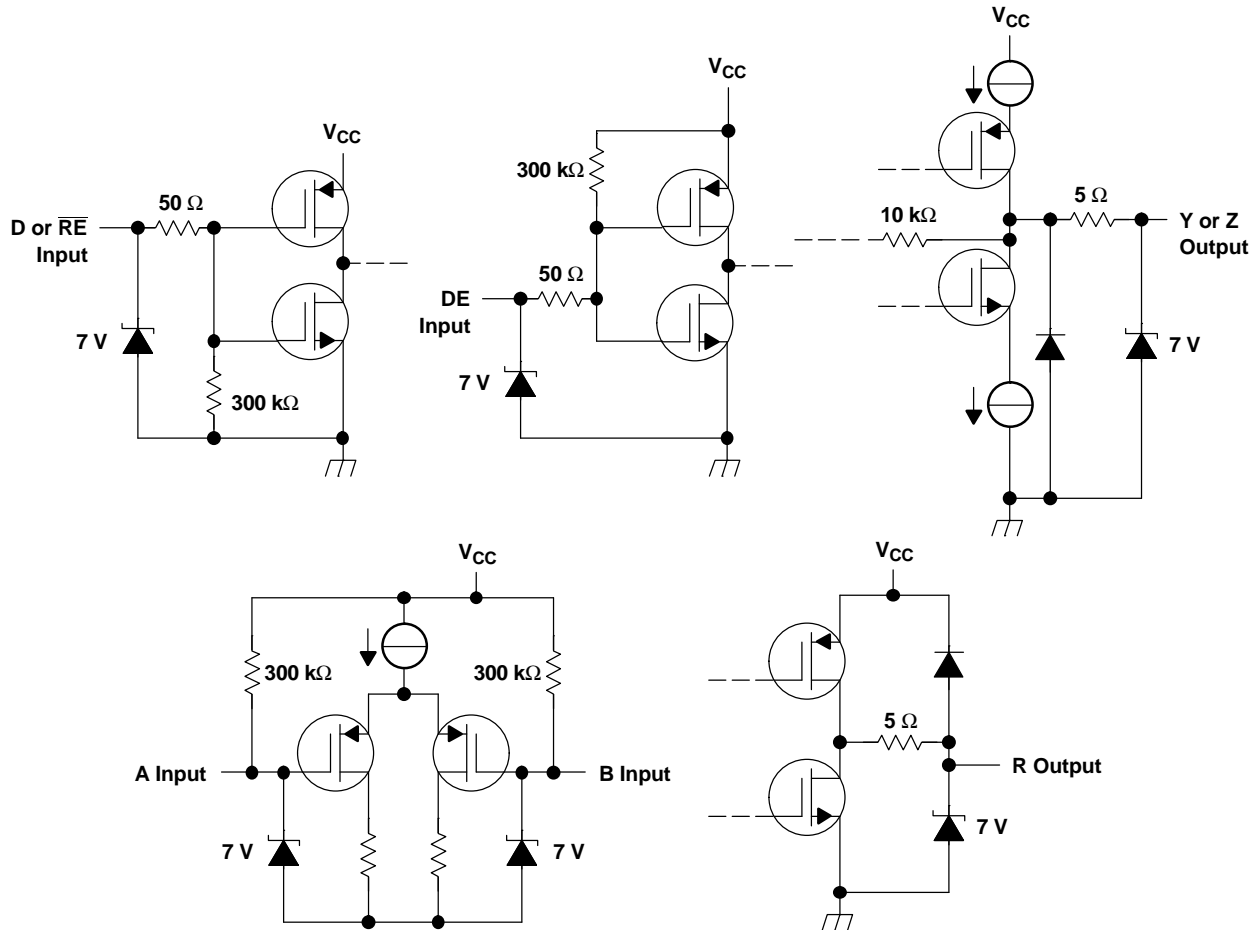 VCC
50 Ω
D or RE
Input
7 V
300 kΩ
VCC
300 kΩ
50 Ω
DE
Input
7 V
VCC
10 kΩ
5 Ω
Y or Z
Output
7 V
VCC
300 kΩ
300 kΩ
A Input
B Input
7 V
7 V
VCC
5 Ω
R Output
7 V